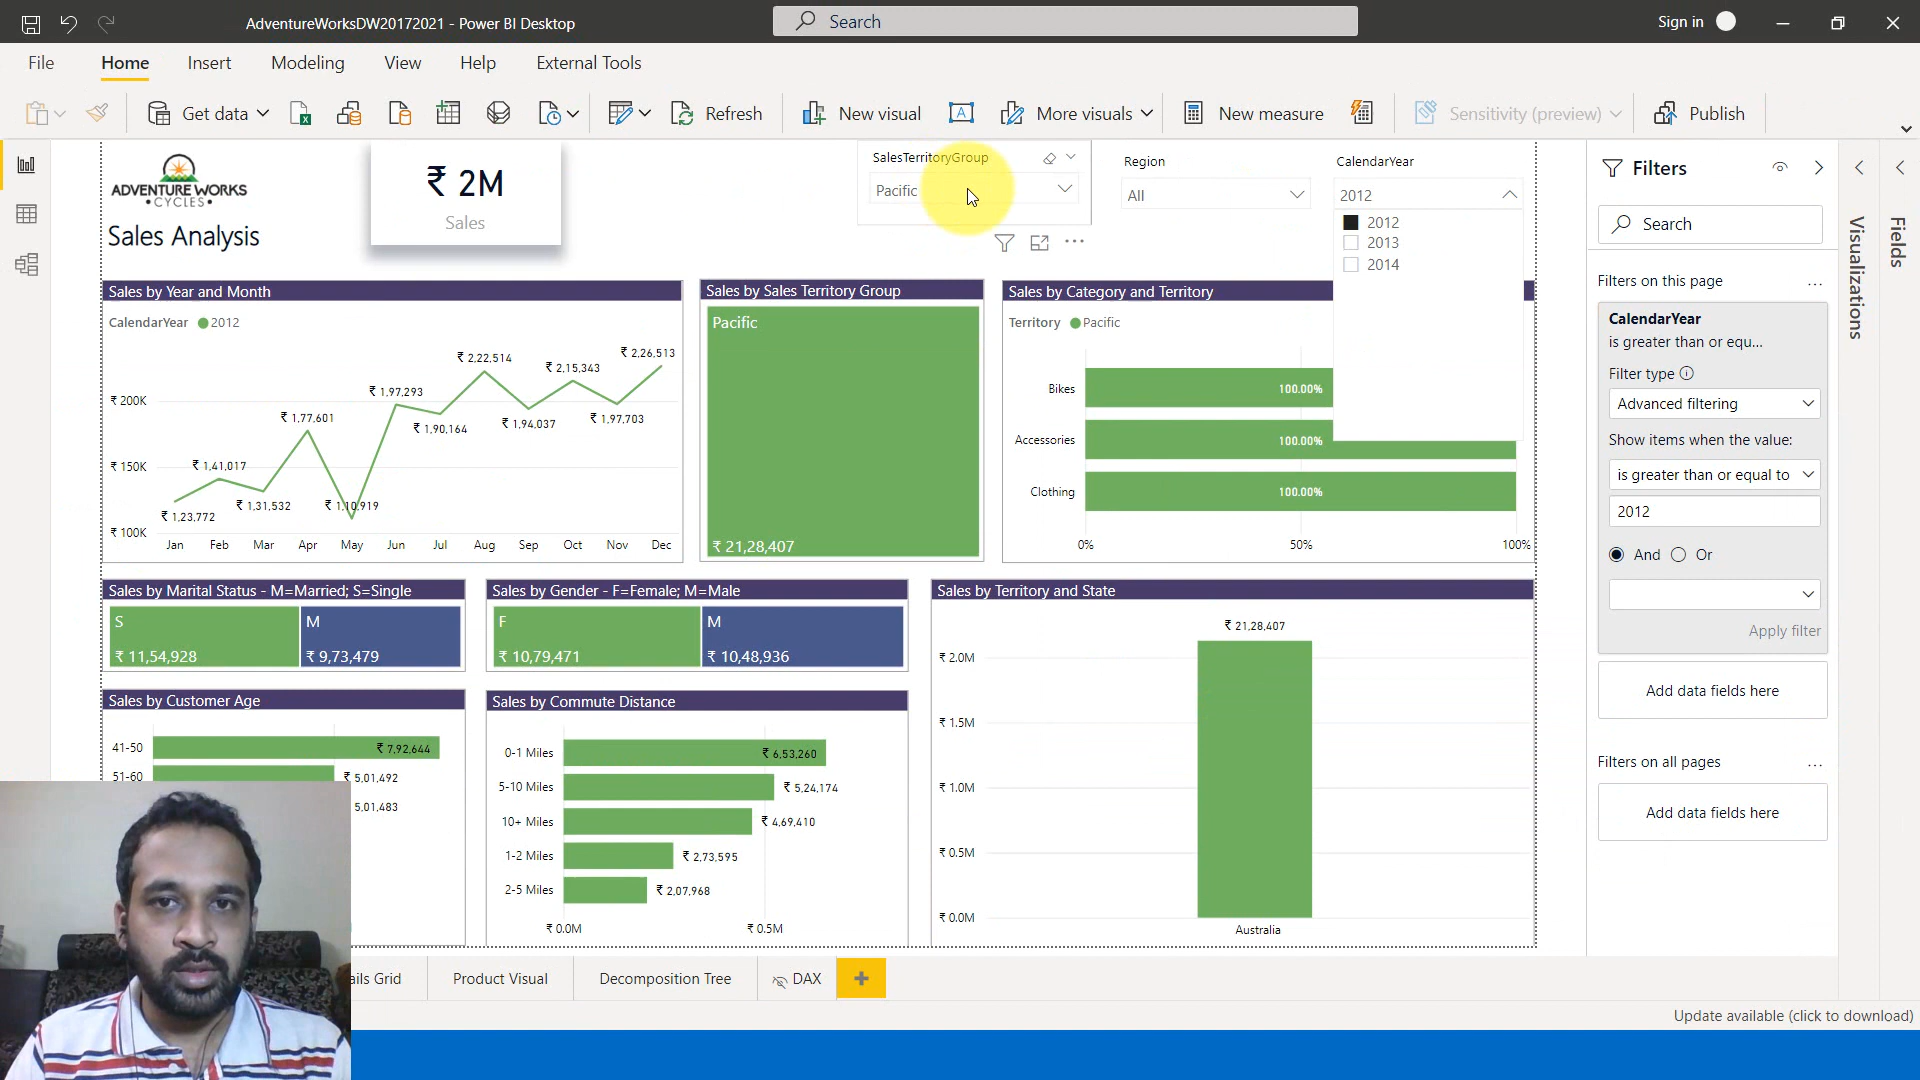 AdventureWorksDW20172021 - Power BI Desktop
Search
Sign in
File
Home
Insert
Modeling
View
Help
External Tools
Get data
Refresh
New visual
More visuals
New measure
Sensitivity (preview)
Publish
ADVENTURE WORKS
• CYCLES •
Sales Analysis
₹ 2M
Sales
SalesTerritoryGroup
Pacific
Region
All
CalendarYear
2012
2012
2013
2014
Sales by Year and Month
CalendarYear 2012
₹ 200K
₹ 150K
₹ 100K
₹ 1,23,772
₹ 1,41,017
₹ 1,31,532
₹ 1,77,601
₹ 1,10,919
₹ 1,97,293
₹ 1,90,164
₹ 2,22,514
₹ 1,94,037
₹ 2,15,343
₹ 1,97,703
₹ 2,26,513
Jan Feb Mar Apr May Jun Jul Aug Sep Oct Nov Dec
Sales by Sales Territory Group
Pacific
₹ 21,28,407
Sales by Category and Territory
Territory Pacific
Bikes 100.00%
Accessories 100.00%
Clothing 100.00%
0% 50% 100%
Sales by Marital Status - M=Married; S=Single
S
₹ 11,54,928
M
₹ 9,73,479
Sales by Gender - F=Female; M=Male
F
₹ 10,79,471
M
₹ 10,48,936
Sales by Territory and State
₹ 21,28,407
₹ 2.0M
₹ 1.5M
₹ 1.0M
₹ 0.5M
₹ 0.0M
Australia
Sales by Customer Age
41-50 ₹ 7,92,644
51-60 ₹ 5,01,492
5,01,483
Sales by Commute Distance
0-1 Miles ₹ 6,53,260
5-10 Miles ₹ 5,24,174
10+ Miles ₹ 4,69,410
1-2 Miles ₹ 2,73,595
2-5 Miles ₹ 2,07,968
₹ 0.0M ₹ 0.5M
ails Grid
Product Visual
Decomposition Tree
DAX
Filters
Search
Filters on this page
CalendarYear
is greater than or equ...
Filter type
Advanced filtering
Show items when the value:
is greater than or equal to
2012
And Or
Apply filter
Add data fields here
Filters on all pages
Add data fields here
Visualizations
Fields
Update available (click to download)